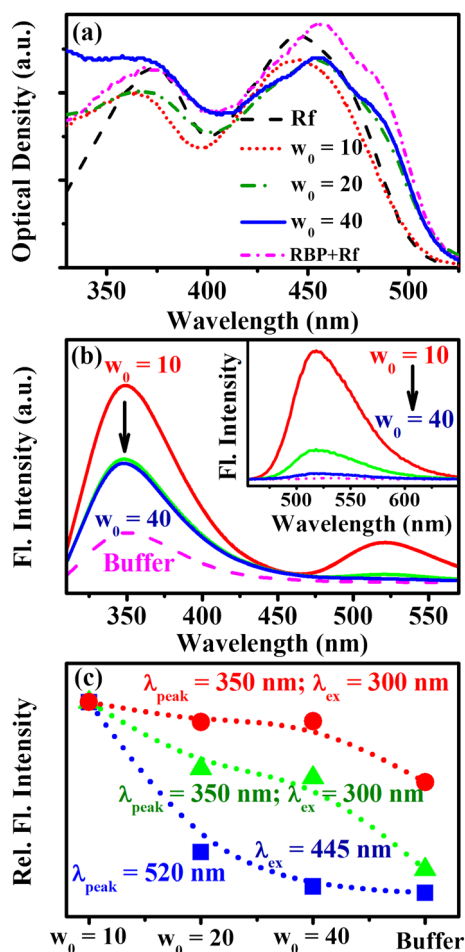 (a)
Optical Density (a.u.)
Rf
w0 = 10
w0 = 20
w0 = 40
RBP+Rf
350 400 450 500
Wavelength (nm)
(b)
w0 = 10
w0 = 40
Buffer
Fl. Intensity (a.u.)
Fl. Intensity
w0 = 10
w0 = 40
500 550 600
Wavelength (nm)
350 400 450 500 550
Wavelength (nm)
(c)
λpeak = 350 nm; λex = 300 nm
λpeak = 350 nm; λex = 300 nm
λex = 445 nm
λpeak = 520 nm
Rel. Fl. Intensity
w0 = 10 w0 = 20 w0 = 40 Buffer